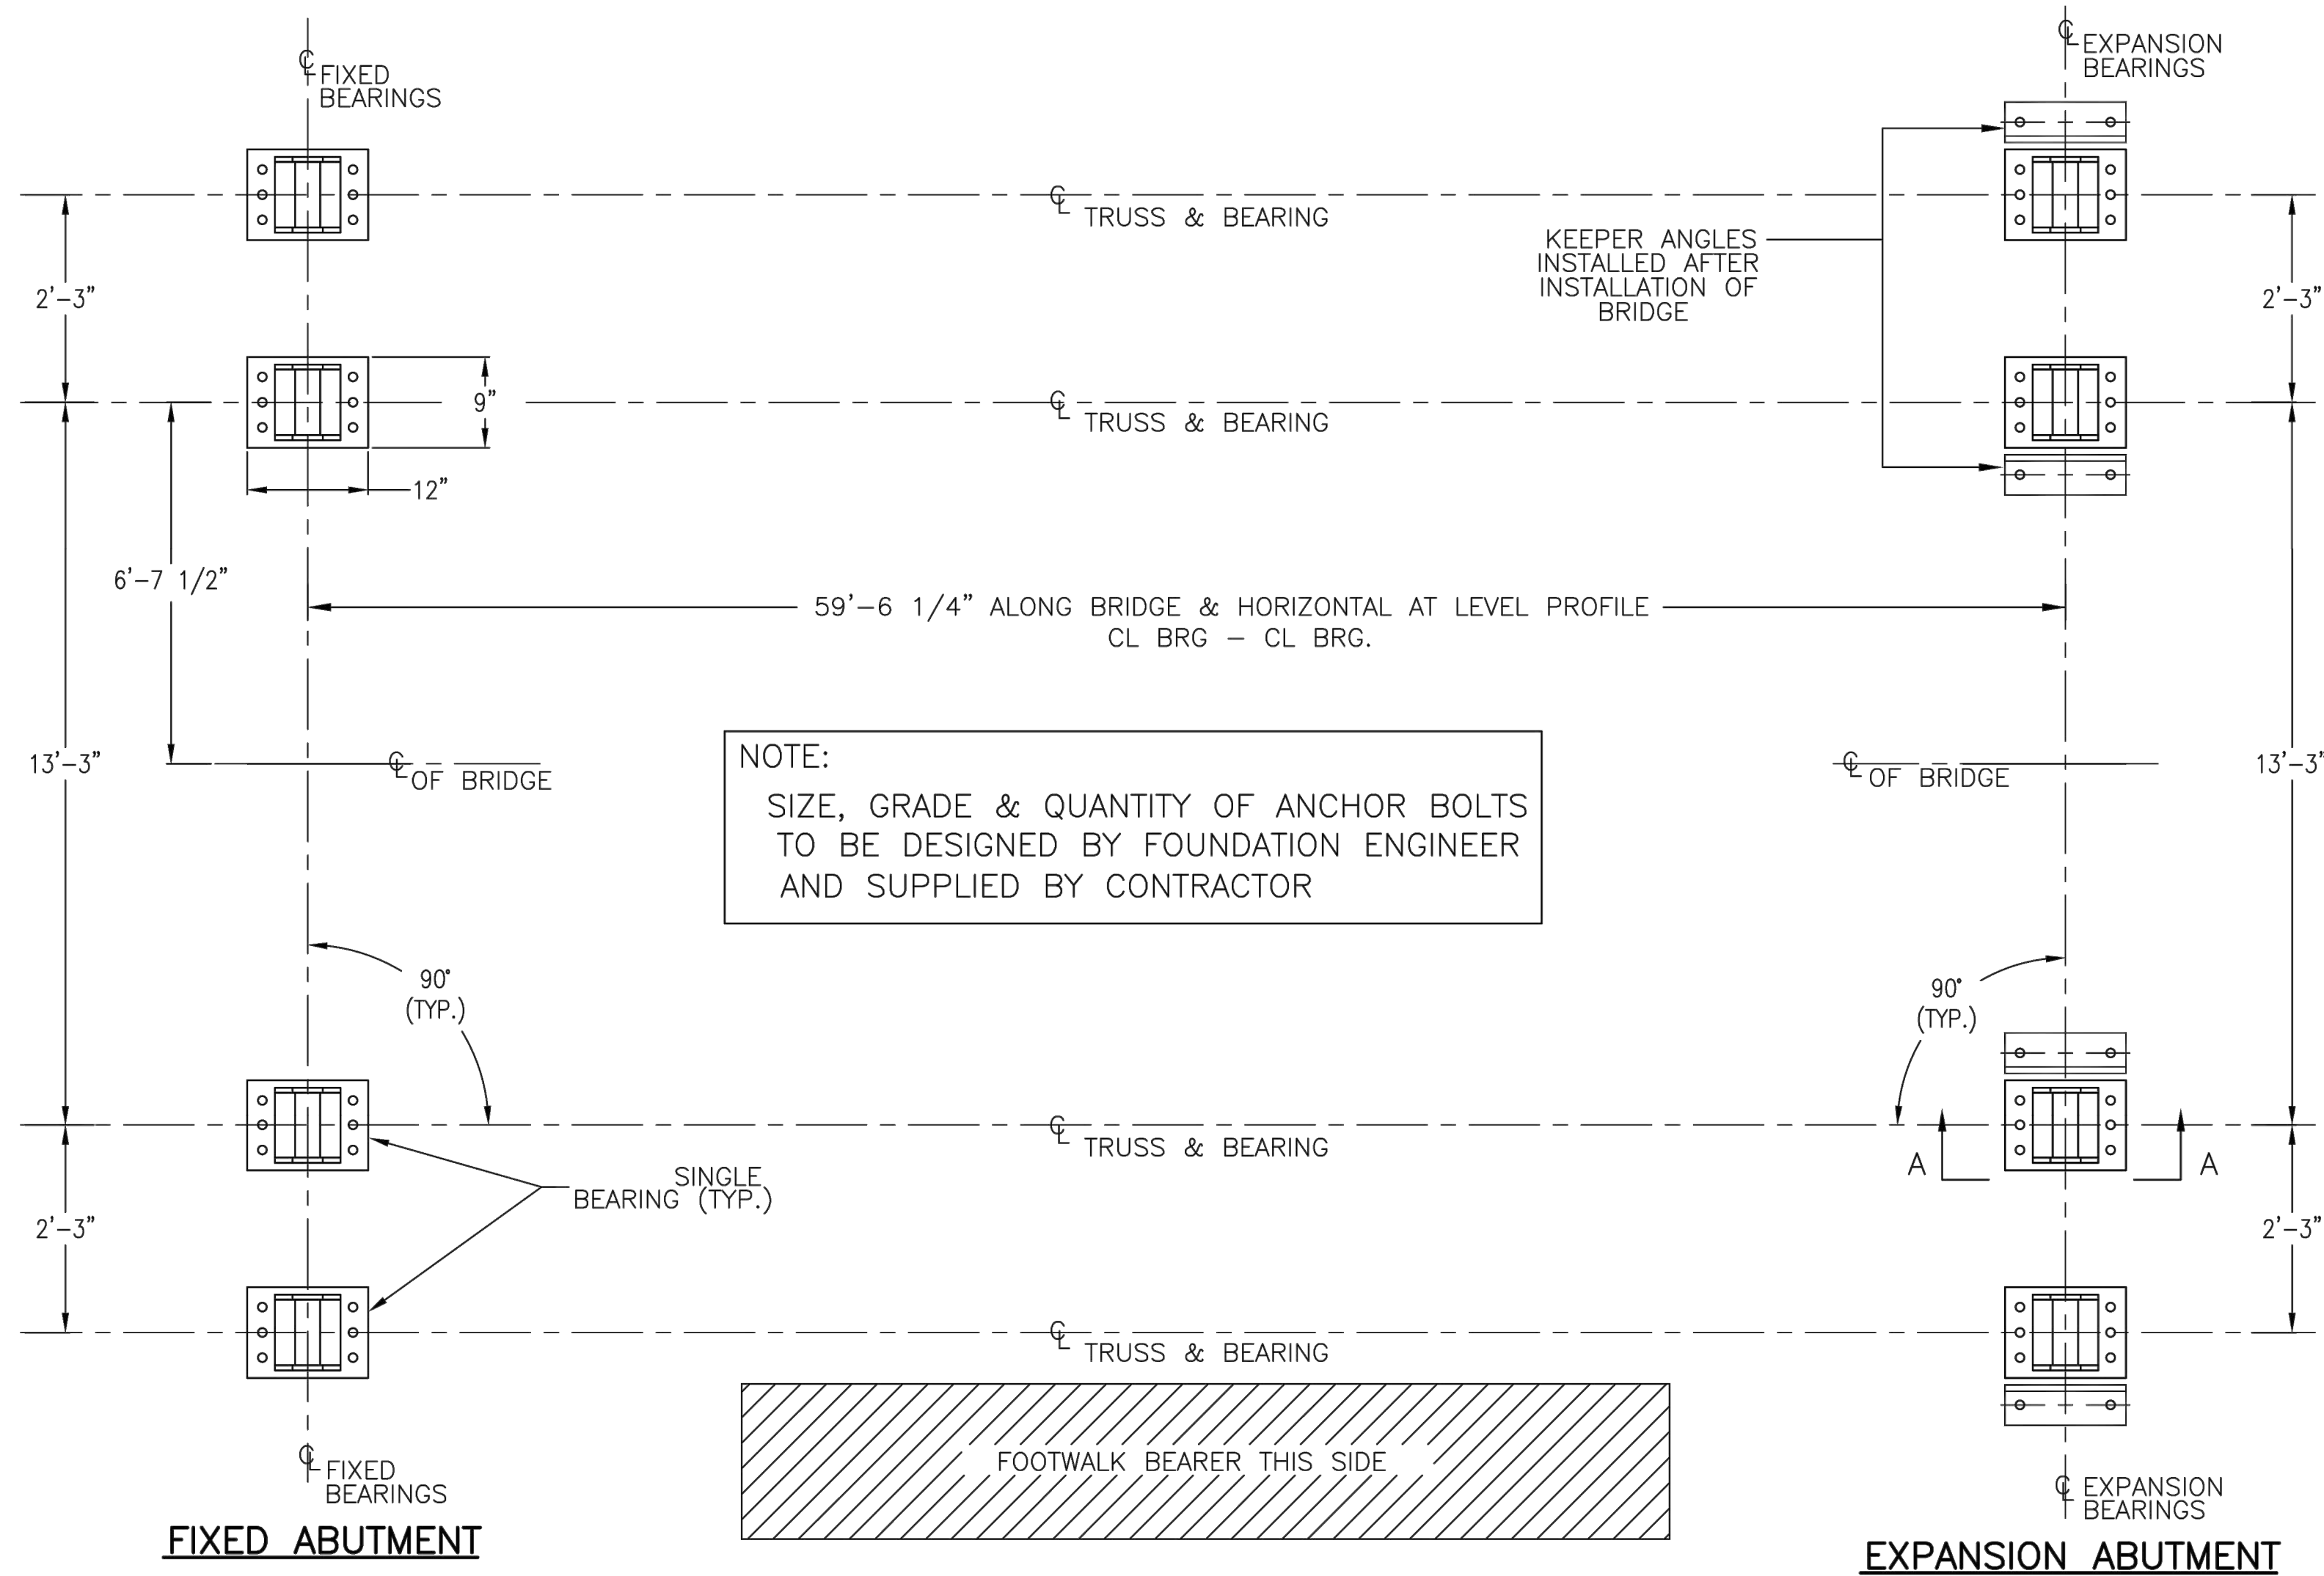 ℄ FIXED
BEARINGS
℄ EXPANSION
BEARINGS
℄ TRUSS & BEARING
KEEPER ANGLES
INSTALLED AFTER
INSTALLATION OF
BRIDGE
2'-3"
2'-3"
9"
℄ TRUSS & BEARING
12"
6'-7 1/2"
59'-6 1/4" ALONG BRIDGE & HORIZONTAL AT LEVEL PROFILE
CL BRG - CL BRG.
13'-3"
℄ OF BRIDGE
NOTE:
SIZE, GRADE & QUANTITY OF ANCHOR BOLTS
TO BE DESIGNED BY FOUNDATION ENGINEER
AND SUPPLIED BY CONTRACTOR
℄ OF BRIDGE
13'-3"
90°
(TYP.)
90°
(TYP.)
℄ TRUSS & BEARING
A
A
SINGLE
BEARING (TYP.)
2'-3"
2'-3"
℄ TRUSS & BEARING
FOOTWALK BEARER THIS SIDE
℄ FIXED
BEARINGS
℄ EXPANSION
BEARINGS
FIXED ABUTMENT
EXPANSION ABUTMENT